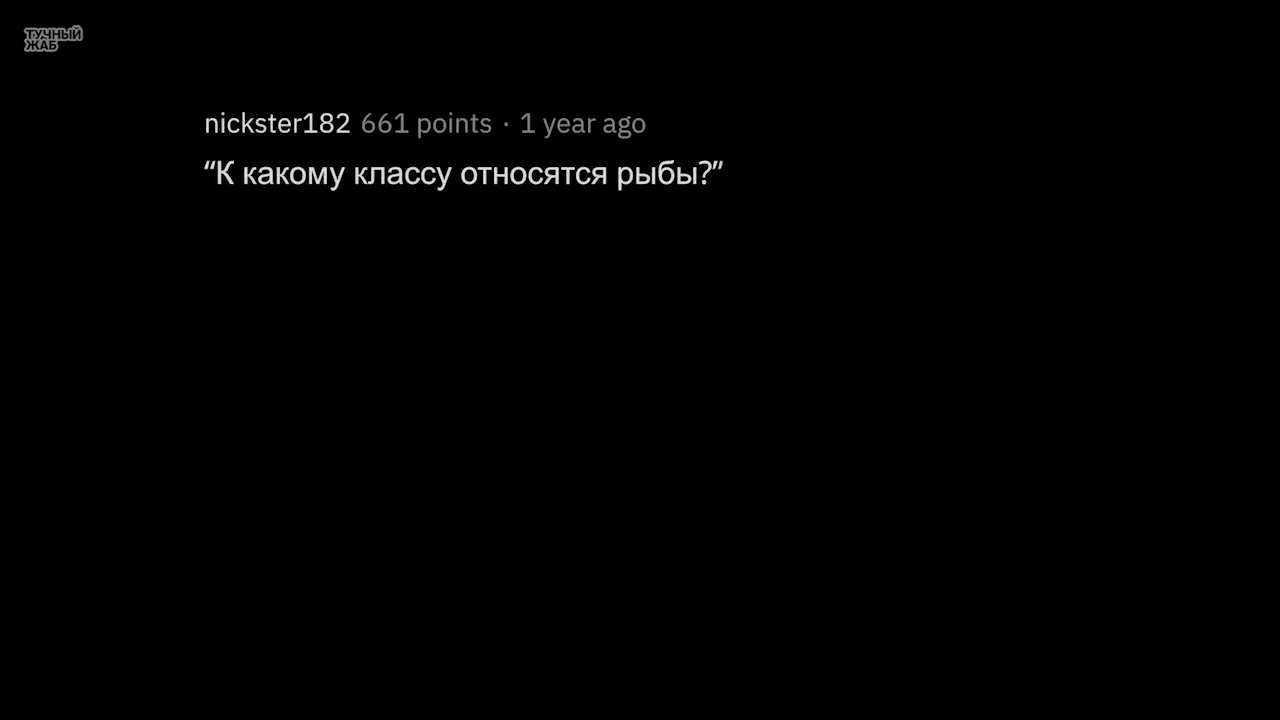 ТУЧНЫЙ
ЖАБ
nickster182 661 points · 1 year ago
“К какому классу относятся рыбы?”